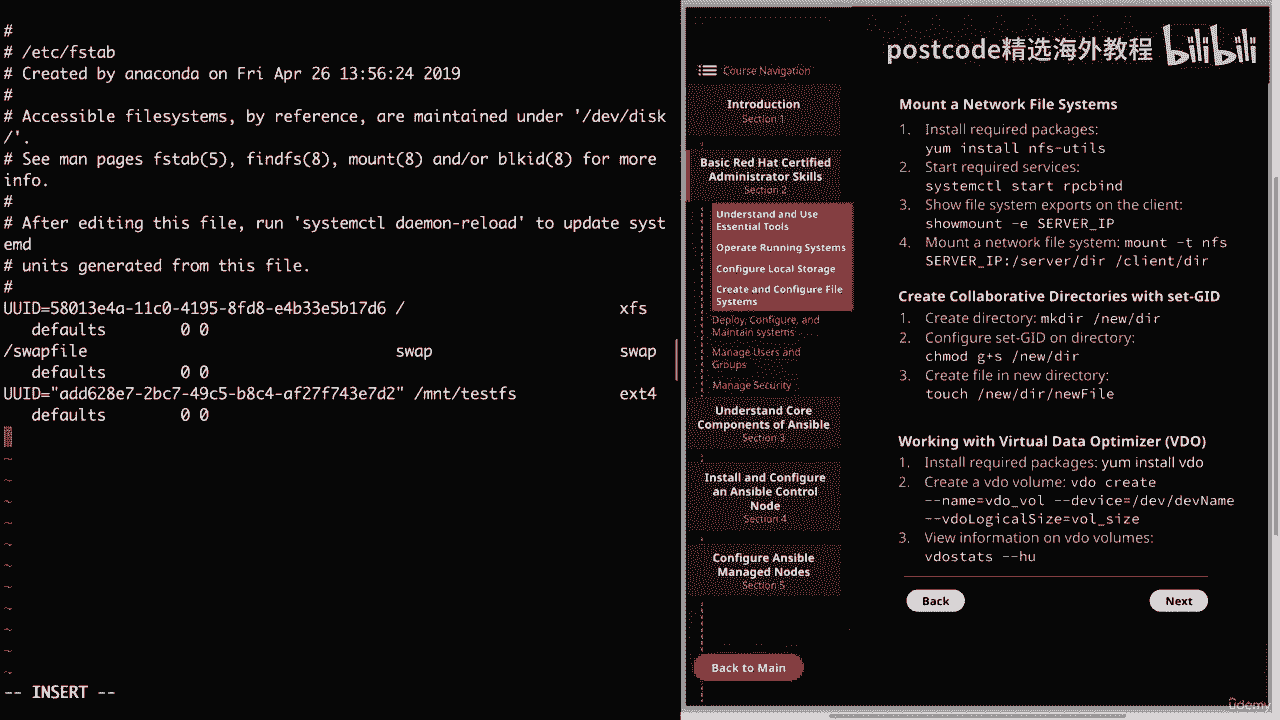 #
# /etc/fstab
# Created by anaconda on Fri Apr 26 13:56:24 2019
#
# Accessible filesystems, by reference, are maintained under '/dev/disk
/'.
# See man pages fstab(5), findfs(8), mount(8) and/or blkid(8) for more
info.
#
# After editing this file, run 'systemctl daemon-reload' to update syst
emd
# units generated from this file.
#
UUID=58013e4a-11c0-4195-8fd8-e4b33e5b17d6 / xfs
defaults 0 0
/swapfile swap swap
defaults 0 0
UUID="add628e7-2bc7-49c5-b8c4-af27f743e7d2" /mnt/testfs ext4
defaults 0 0
~
~
~
~
~
~
~
~
~
~
~
-- INSERT --
postcode精选海外教程 bilibili
Course Navigation
Introduction
Section 1
Basic Red Hat Certified
Administrator Skills
Section 2
Understand and Use
Essential Tools
Operate Running Systems
Configure Local Storage
Create and Configure File
Systems
Deploy, Configure, and
Maintain systems
Manage Users and
Groups
Manage Security
Understand Core
Components of Ansible
Section 3
Install and Configure
an Ansible Control
Node
Section 4
Configure Ansible
Managed Nodes
Section 5
Back to Main
Mount a Network File Systems
1. Install required packages:
yum install nfs-utils
2. Start required services:
systemctl start rpcbind
3. Show file system exports on the client:
showmount -e SERVER_IP
4. Mount a network file system: mount -t nfs
SERVER_IP:/server/dir /client/dir
Create Collaborative Directories with set-GID
1. Create directory: mkdir /new/dir
2. Configure set-GID on directory:
chmod g+s /new/dir
3. Create file in new directory:
touch /new/dir/newFile
Working with Virtual Data Optimizer (VDO)
1. Install required packages: yum install vdo
2. Create a vdo volume: vdo create
--name=vdo_vol --device=/dev/devName
--vdoLogicalSize=vol_size
3. View information on vdo volumes:
vdostats --hu
Back
Next
ûdemy